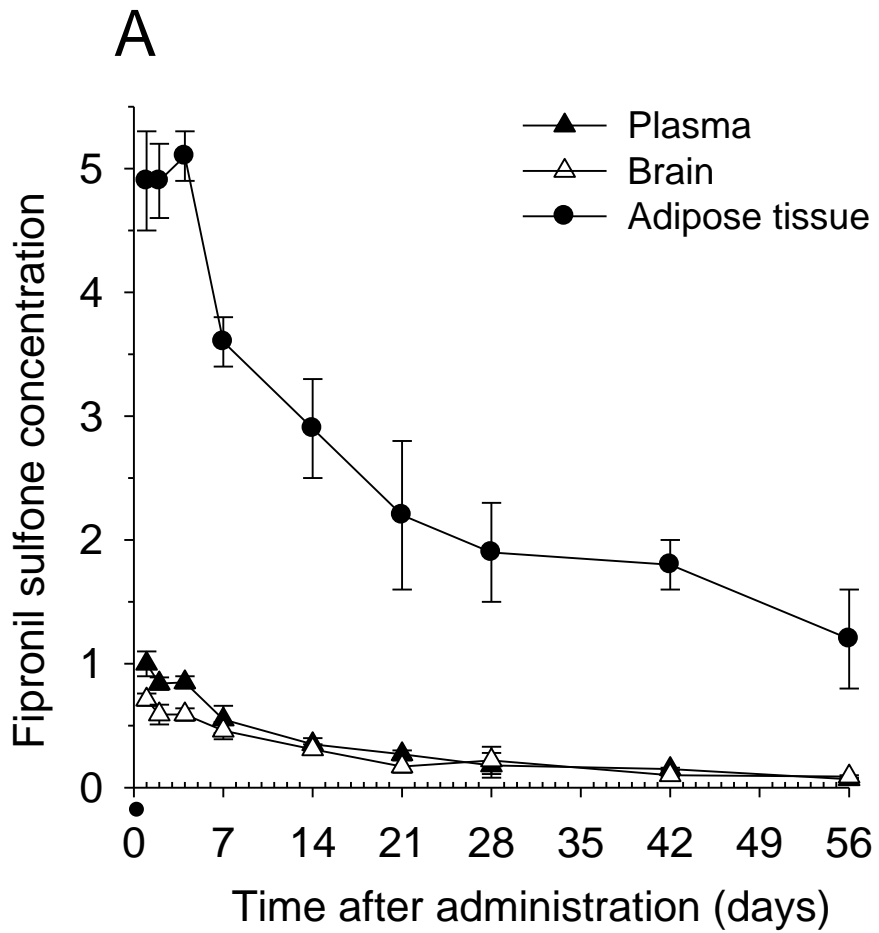 A
Plasma
Brain
Adipose tissue
Fipronil sulfone concentration
5
4
3
2
1
0
0 7 14 21 28 35 42 49 56
Time after administration (days)